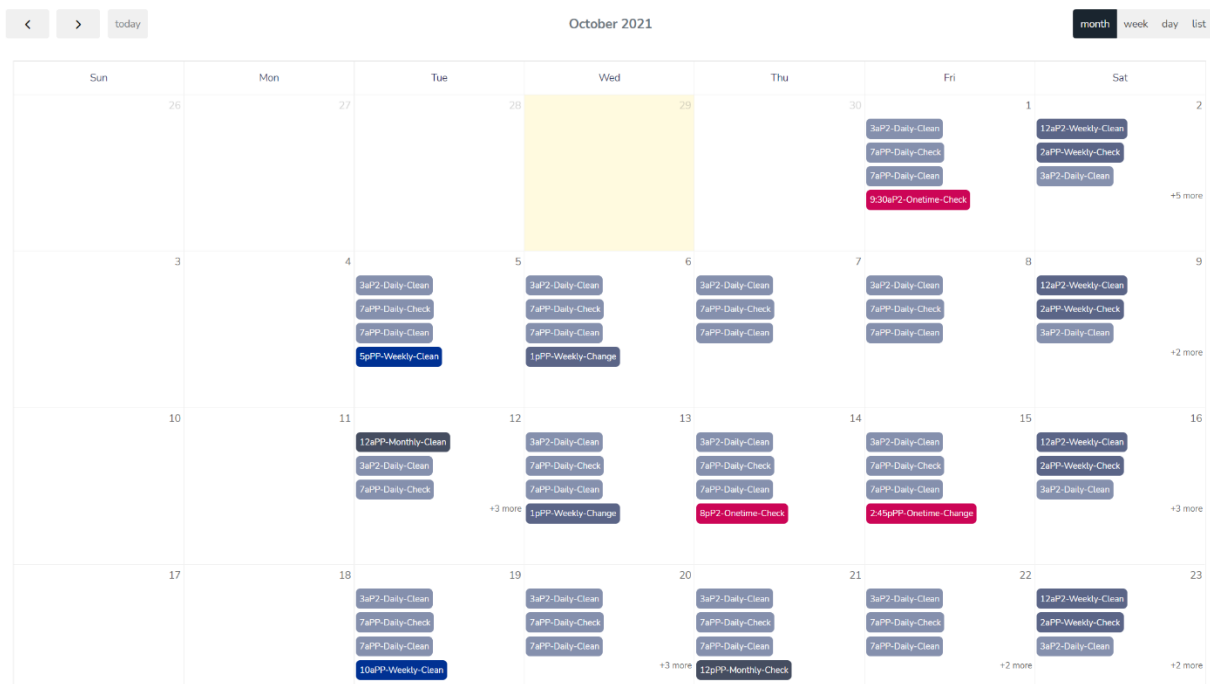 today
October 2021
month week day list
Sun Mon Tue Wed Thu Fri Sat
26 27 28 29 30 1 2
3aP2-Daily-Clean 12aP2-Weekly-Clean
7aPP-Daily-Check 2aPP-Weekly-Check
7aPP-Daily-Clean 3aP2-Daily-Clean
9:30aP2-Onetime-Check +5 more
3 4 5 6 7 8 9
3aP2-Daily-Clean 3aP2-Daily-Clean 3aP2-Daily-Clean 3aP2-Daily-Clean 12aP2-Weekly-Clean
7aPP-Daily-Check 7aPP-Daily-Check 7aPP-Daily-Check 7aPP-Daily-Check 2aPP-Weekly-Check
7aPP-Daily-Clean 7aPP-Daily-Clean 7aPP-Daily-Clean 7aPP-Daily-Clean 3aP2-Daily-Clean
5pPP-Weekly-Clean 1pPP-Weekly-Change +2 more
10 11 12 13 14 15 16
12aPP-Monthly-Clean 3aP2-Daily-Clean 3aP2-Daily-Clean 3aP2-Daily-Clean 12aP2-Weekly-Clean
3aP2-Daily-Clean 7aPP-Daily-Check 7aPP-Daily-Check 7aPP-Daily-Check 2aPP-Weekly-Check
7aPP-Daily-Check 7aPP-Daily-Clean 7aPP-Daily-Clean 7aPP-Daily-Clean 3aP2-Daily-Clean
+3 more 1pPP-Weekly-Change 8pP2-Onetime-Check 2:45pPP-Onetime-Change +3 more
17 18 19 20 21 22 23
3aP2-Daily-Clean 3aP2-Daily-Clean 3aP2-Daily-Clean 3aP2-Daily-Clean 12aP2-Weekly-Clean
7aPP-Daily-Check 7aPP-Daily-Check 7aPP-Daily-Check 7aPP-Daily-Check 2aPP-Weekly-Check
7aPP-Daily-Clean 7aPP-Daily-Clean 7aPP-Daily-Clean 7aPP-Daily-Clean 3aP2-Daily-Clean
10aPP-Weekly-Clean +3 more 12pPP-Monthly-Check +2 more +2 more